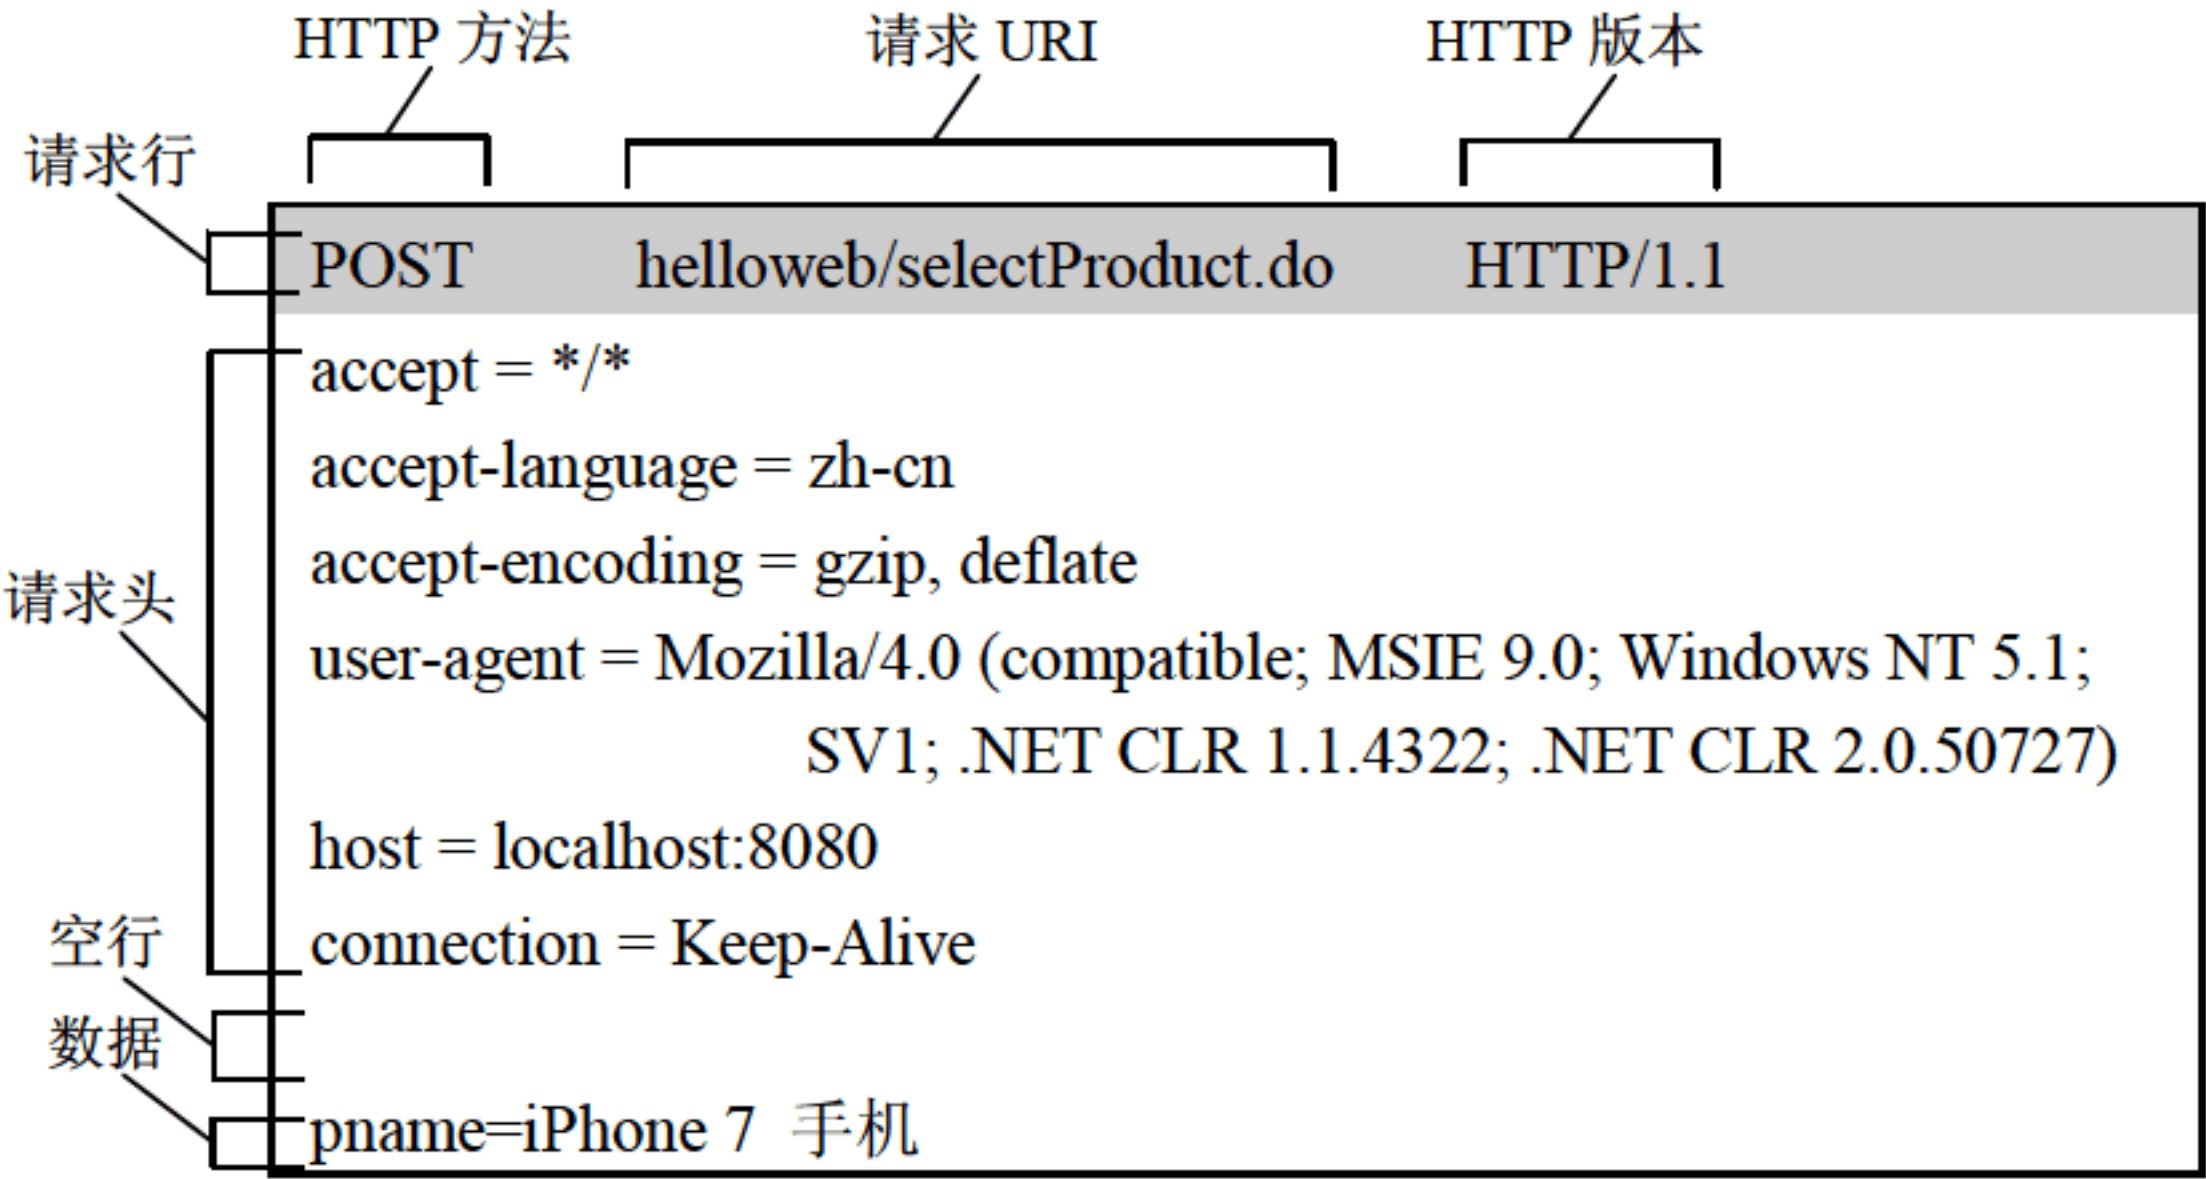 HTTP 方法 请求 URI HTTP 版本
请求行
POST helloweb/selectProduct.do HTTP/1.1
accept = */*
accept-language = zh-cn
accept-encoding = gzip, deflate
请求头
user-agent = Mozilla/4.0 (compatible; MSIE 9.0; Windows NT 5.1;
SV1; .NET CLR 1.1.4322; .NET CLR 2.0.50727)
host = localhost:8080
空行
connection = Keep-Alive
数据
pname=iPhone 7 手机